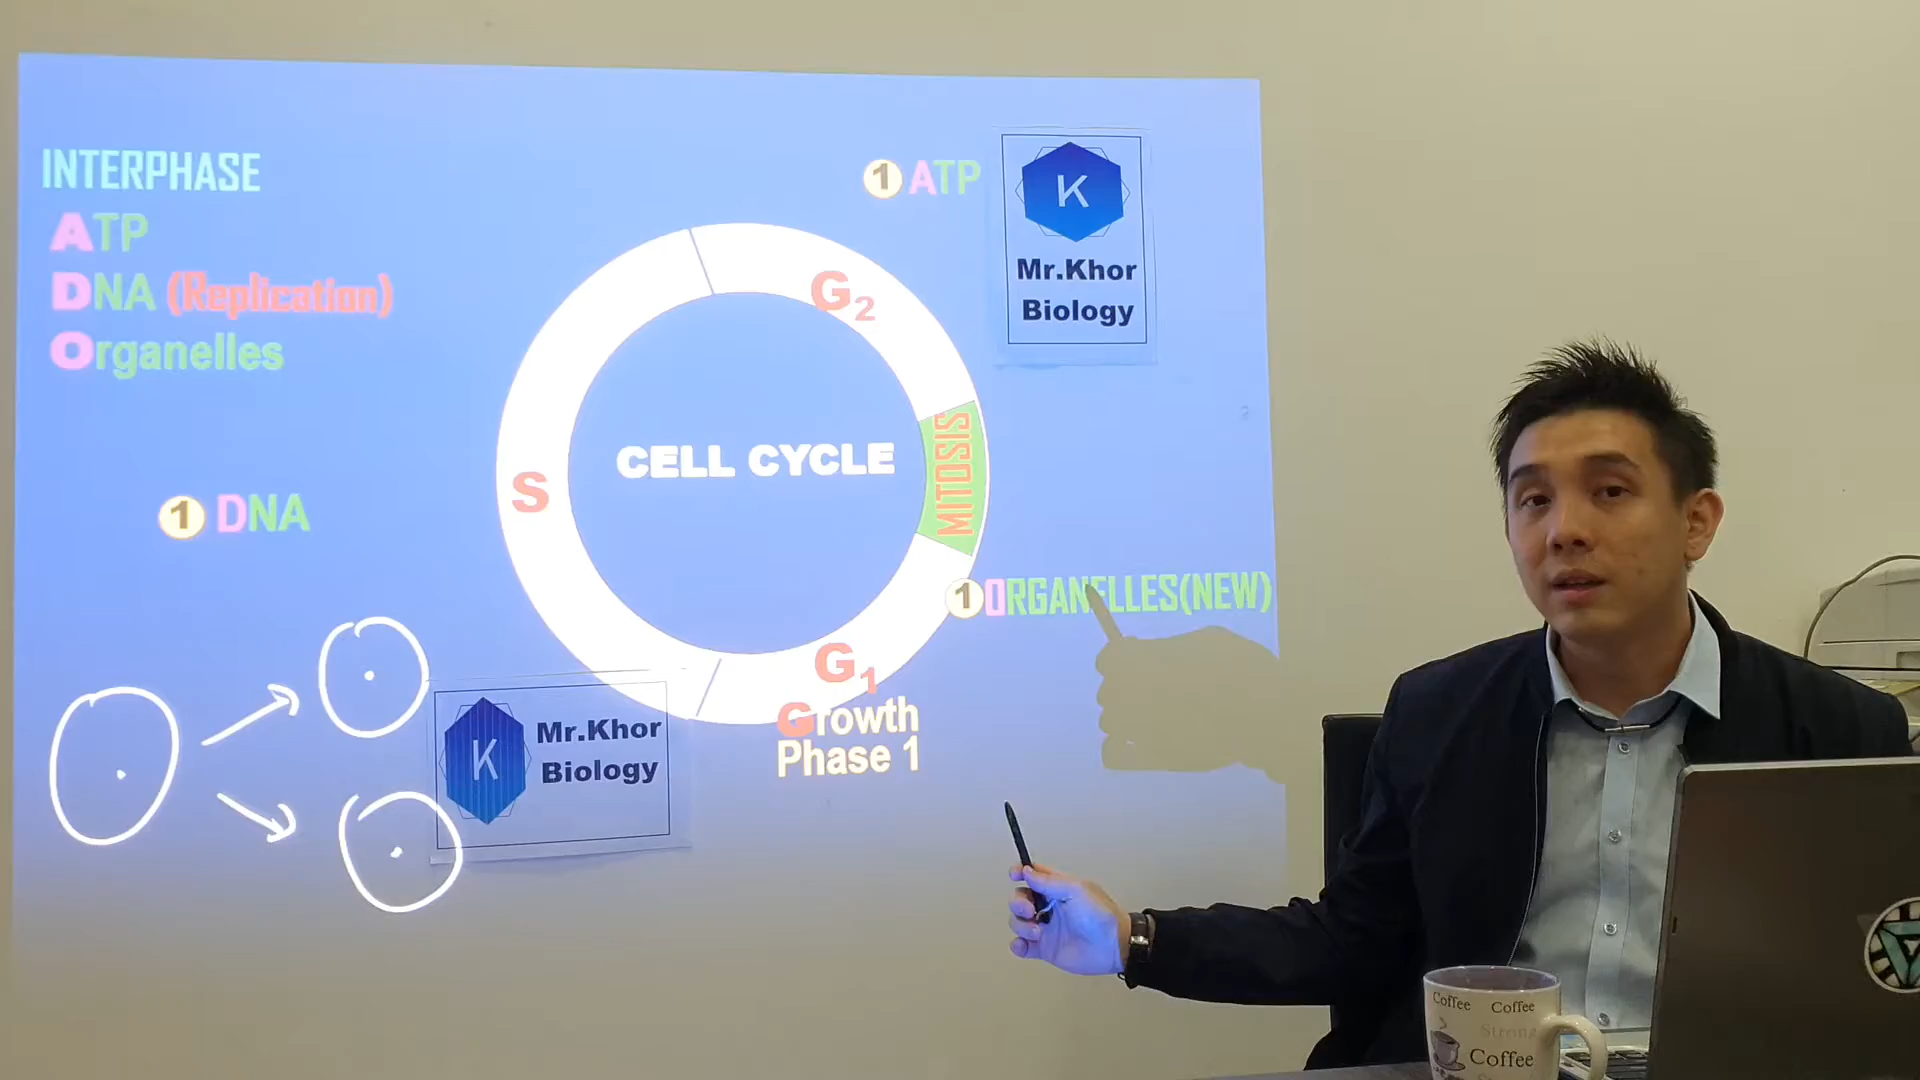 INTERPHASE
ATP
DNA (Replication)
Organelles
1 ATP
K
Mr.Khor
Biology
G2
CELL CYCLE
MITOSIS
S
1 DNA
1 ORGANELLES(NEW)
G1
Growth
Phase 1
K
Mr.Khor
Biology
Coffee Coffee
Strong
Coffee